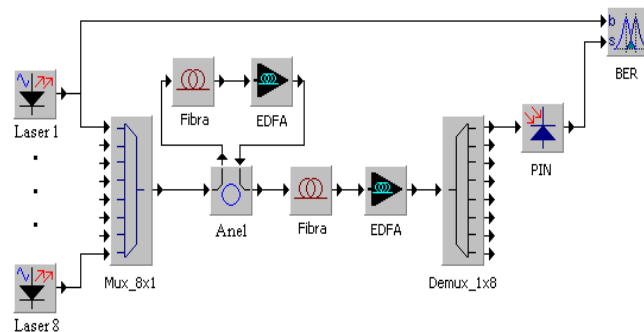 b
s
BER
Laser 1
Fibra
EDFA
PIN
Anel
Fibra
EDFA
Mux_8x1
Demux_1x8
Laser 8